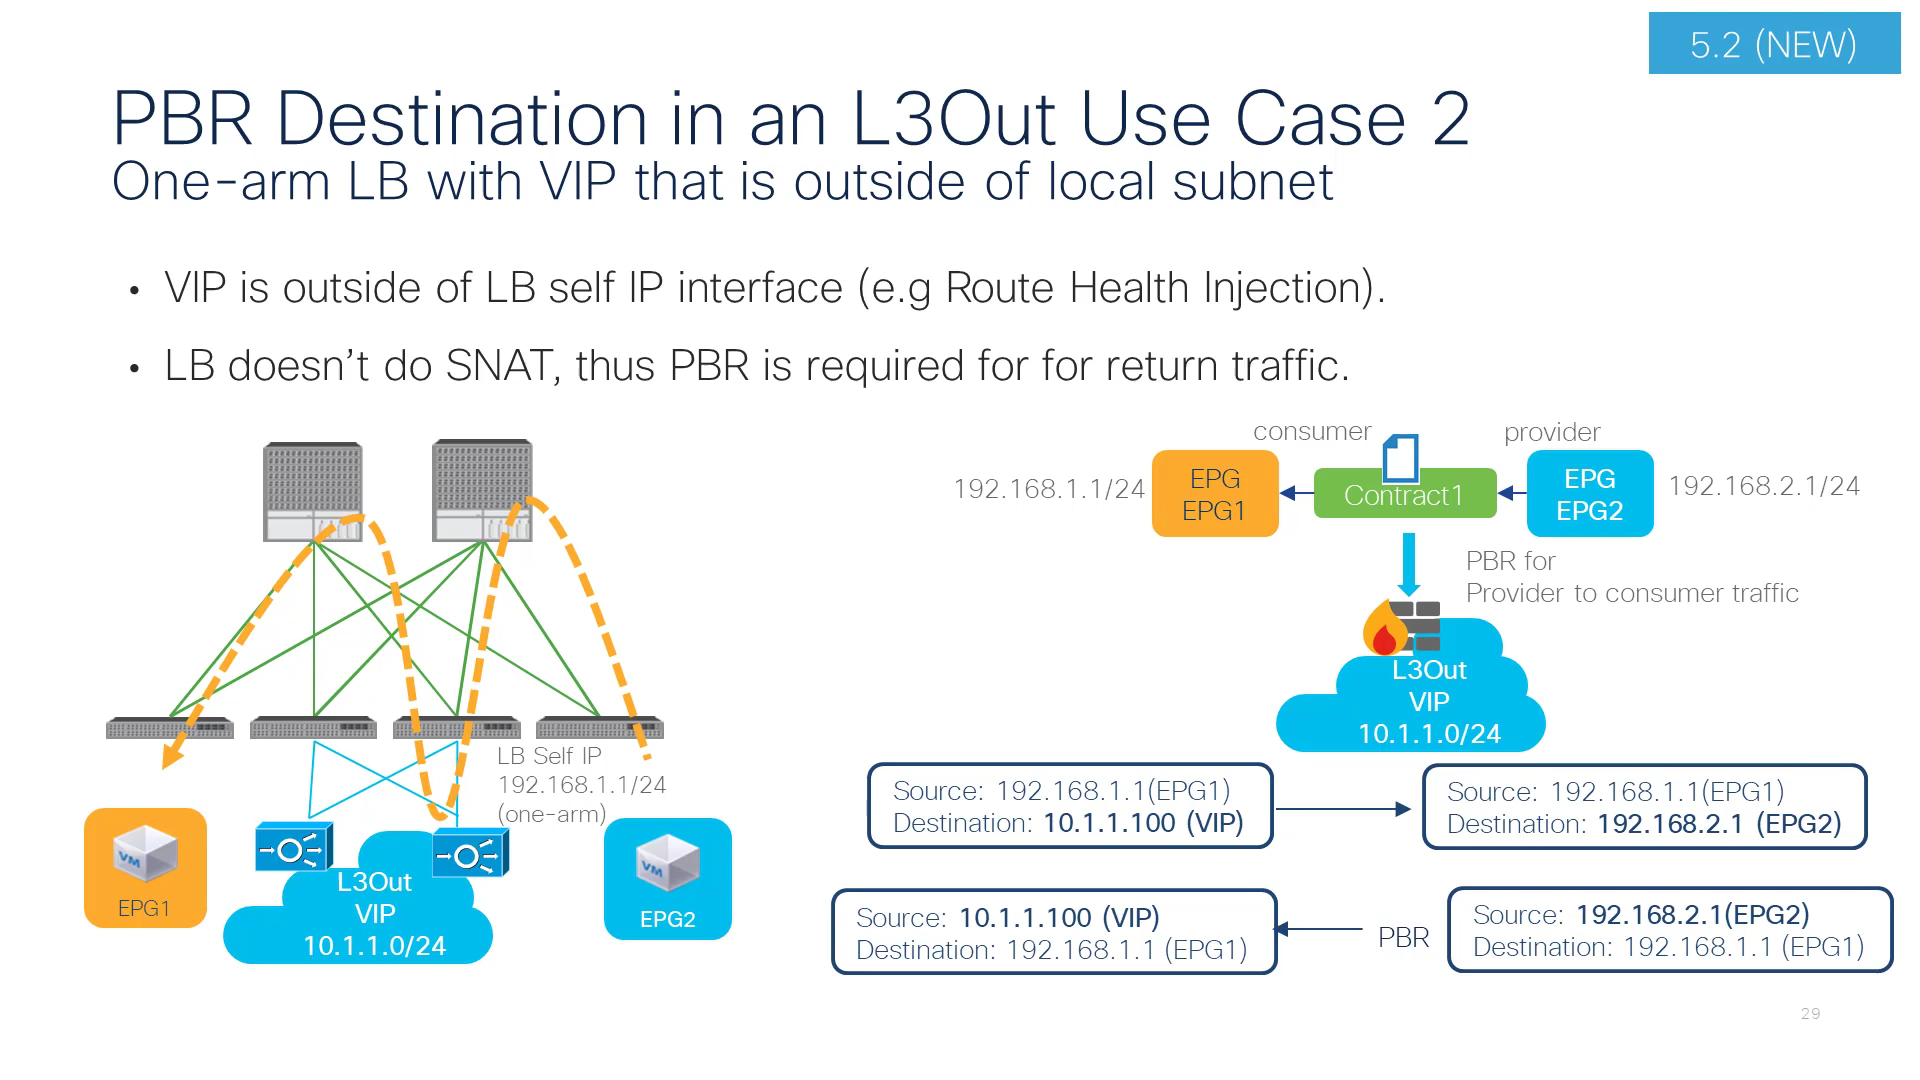 5.2 (NEW)
PBR Destination in an L3Out Use Case 2
One-arm LB with VIP that is outside of local subnet
• VIP is outside of LB self IP interface (e.g Route Health Injection).
• LB doesn't do SNAT, thus PBR is required for for return traffic.
LB Self IP
192.168.1.1/24
(one-arm)
VM
EPG1
L3Out
VIP
10.1.1.0/24
VM
EPG2
consumer
provider
192.168.1.1/24
EPG
EPG1
Contract1
EPG
EPG2
192.168.2.1/24
PBR for
Provider to consumer traffic
L3Out
VIP
10.1.1.0/24
Source: 192.168.1.1(EPG1)
Destination: 10.1.1.100 (VIP)
Source: 192.168.1.1(EPG1)
Destination: 192.168.2.1 (EPG2)
Source: 10.1.1.100 (VIP)
Destination: 192.168.1.1 (EPG1)
PBR
Source: 192.168.2.1(EPG2)
Destination: 192.168.1.1 (EPG1)
29